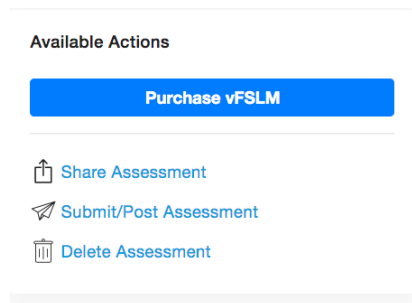 Available Actions
Purchase vFSLM
Share Assessment
Submit/Post Assessment
Delete Assessment